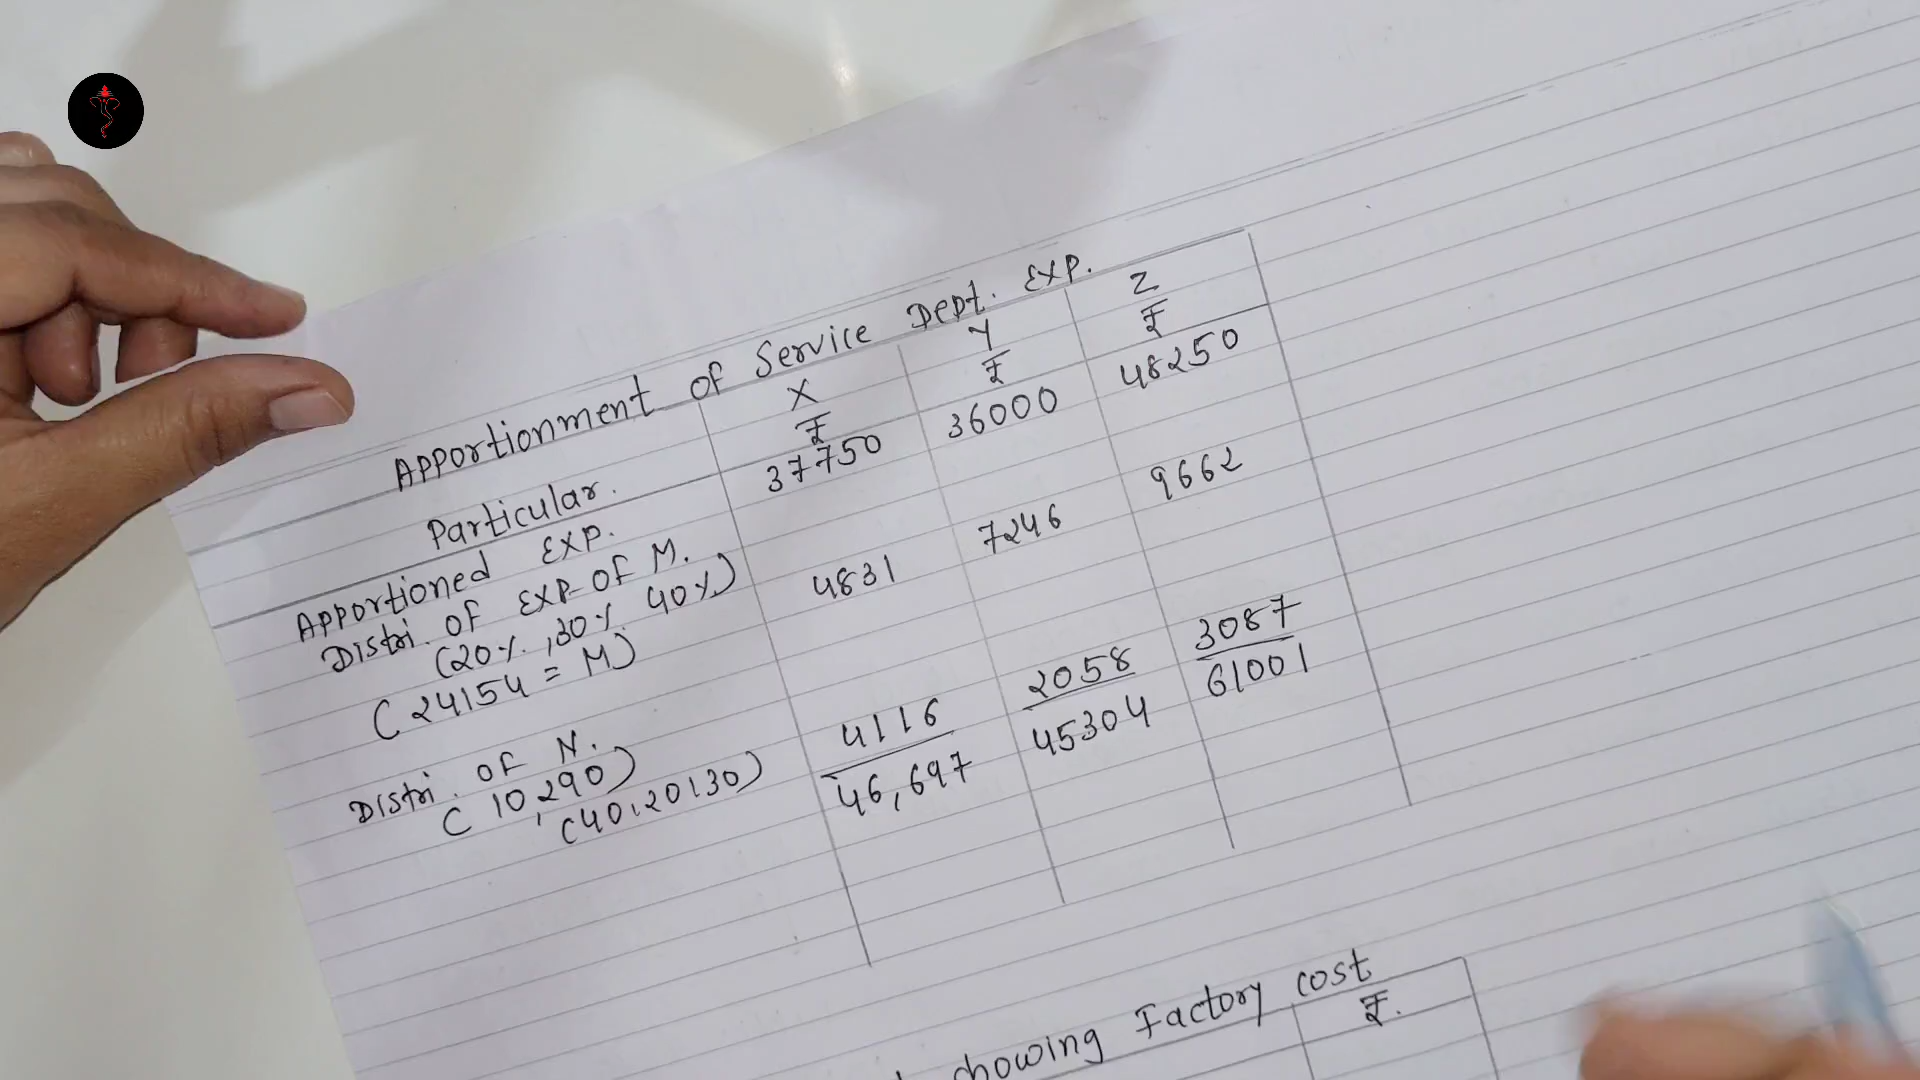 Apportionment of Service Dept. Exp.
Particular. X Y Z
₹ ₹ ₹
Apportioned Exp. 37750 36000 48250
Distri. of Exp-of M. 4831 7246 9662
(20%, 30% 40%)
(24154 = M)
Distri. of N. 4116 2058 3087
(10,290) 46,697 45304 61001
(40,20,30)
showing Factory cost
₹.